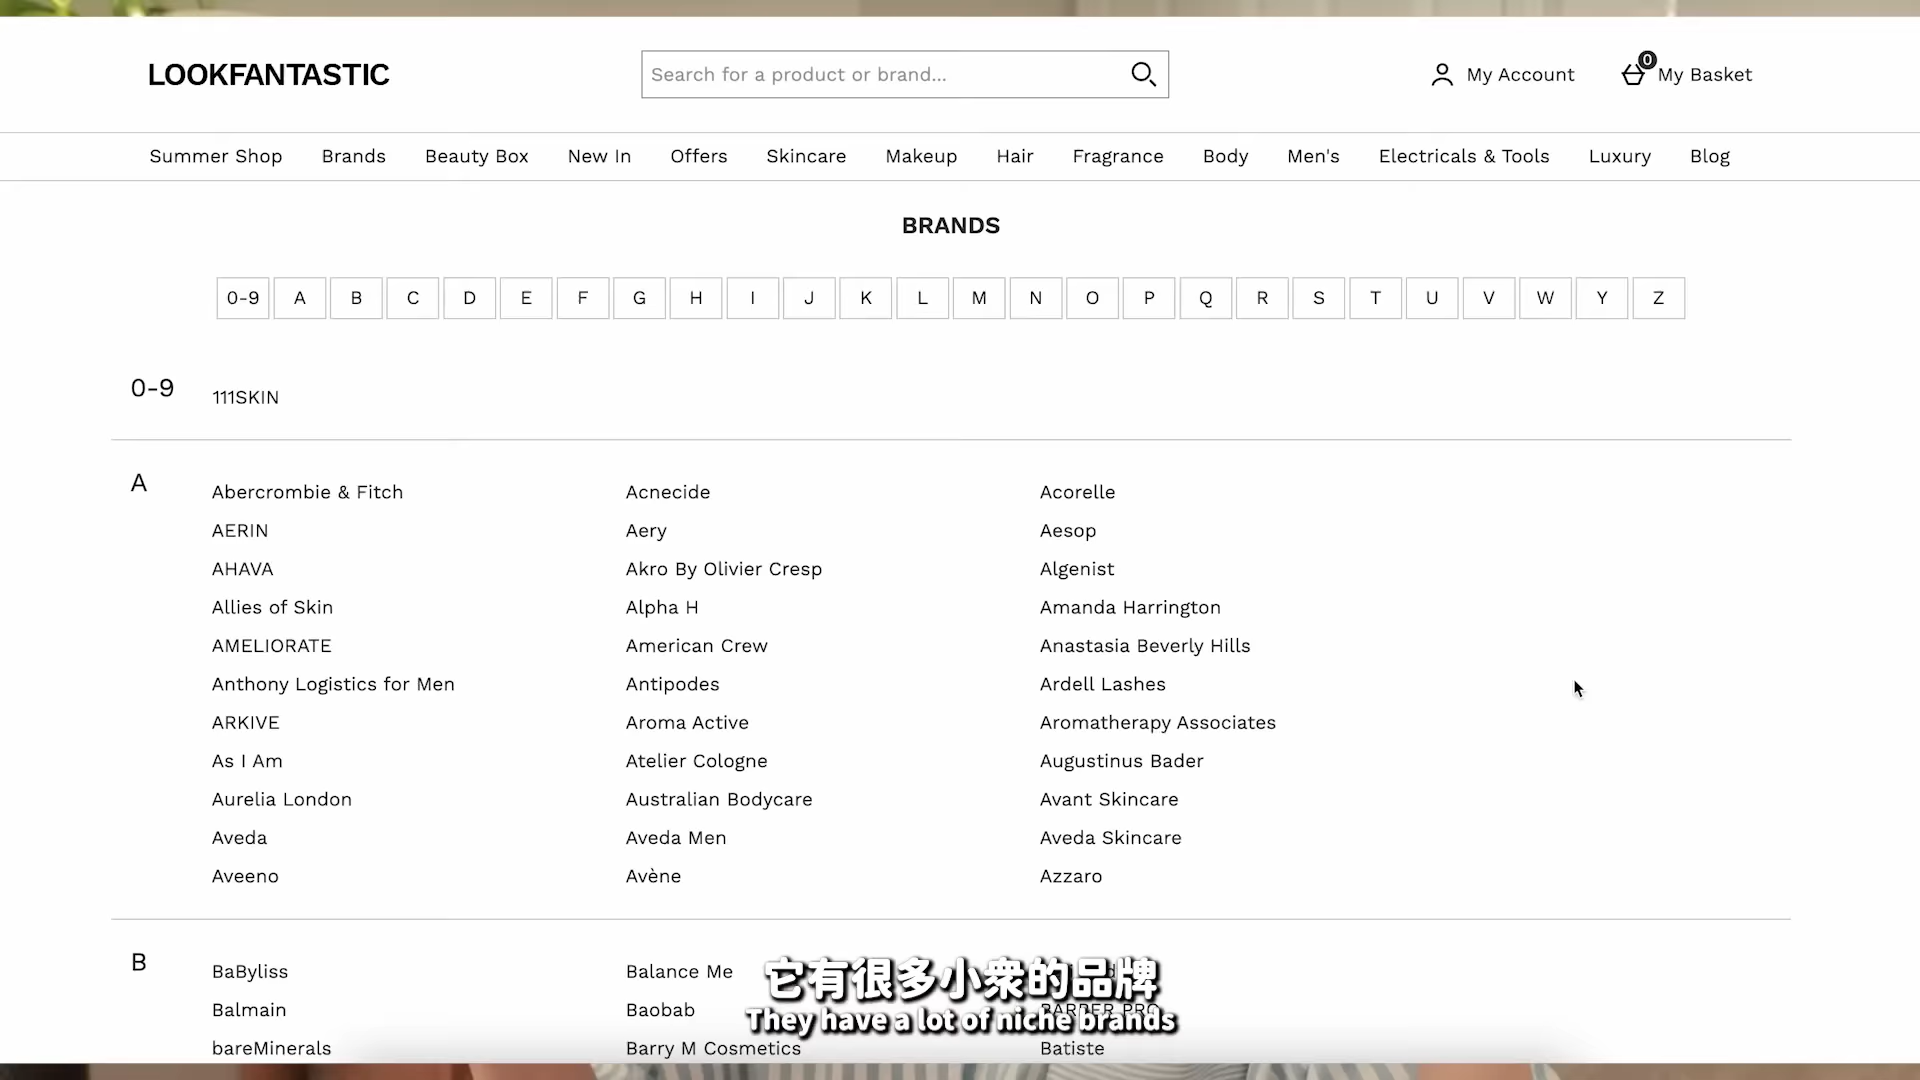 LOOKFANTASTIC
Search for a product or brand...
My Account
0
My Basket
Summer Shop Brands Beauty Box New In Offers Skincare Makeup Hair Fragrance Body Men's Electricals & Tools Luxury Blog
BRANDS
0-9 A B C D E F G H I J K L M N O P Q R S T U V W Y Z
0-9
111SKIN
A
Abercrombie & Fitch Acnecide Acorelle
AERIN Aery Aesop
AHAVA Akro By Olivier Cresp Algenist
Allies of Skin Alpha H Amanda Harrington
AMELIORATE American Crew Anastasia Beverly Hills
Anthony Logistics for Men Antipodes Ardell Lashes
ARKIVE Aroma Active Aromatherapy Associates
As I Am Atelier Cologne Augustinus Bader
Aurelia London Australian Bodycare Avant Skincare
Aveda Aveda Men Aveda Skincare
Aveeno Avène Azzaro
B
BaByliss Balance Me
Balmain Baobab BARBER PRO
bareMinerals Barry M Cosmetics Batiste
它有很多小衆的品牌
They have a lot of niche brands